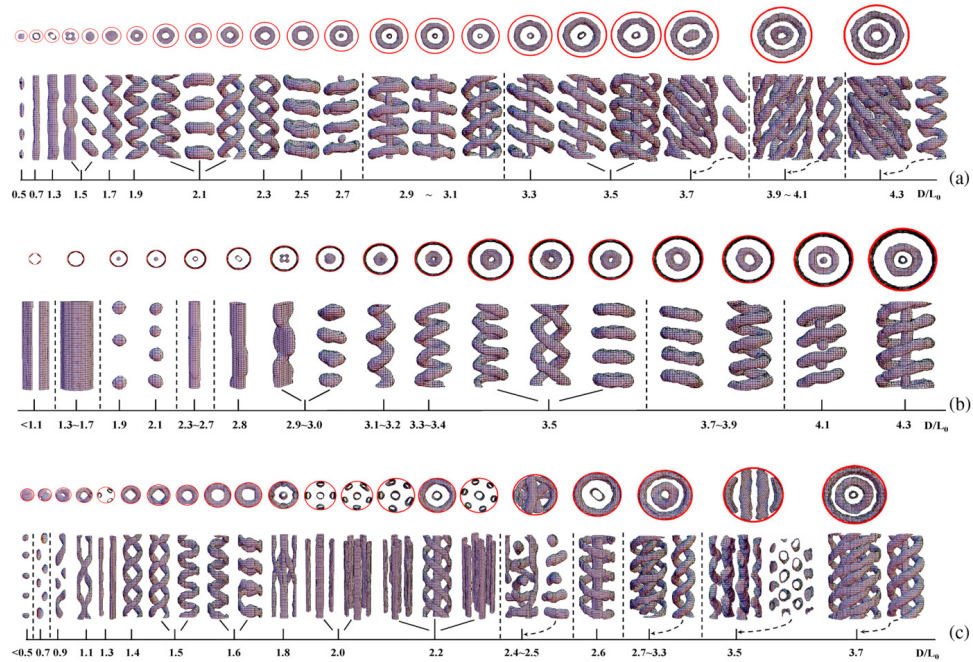 0.5 0.7 1.3 1.5 1.7 1.9 2.1 2.3 2.5 2.7 2.9 ~ 3.1 3.3 3.5 3.7 3.9 ~ 4.1 4.3 D/L₀ (a)
<1.1 1.3~1.7 1.9 2.1 2.3~2.7 2.8 2.9~3.0 3.1~3.2 3.3~3.4 3.5 3.7~3.9 4.1 4.3 D/L₀ (b)
<0.5 0.7 0.9 1.1 1.3 1.4 1.5 1.6 1.8 2.0 2.2 2.4~2.5 2.6 2.7~3.3 3.5 3.7 D/L₀ (c)